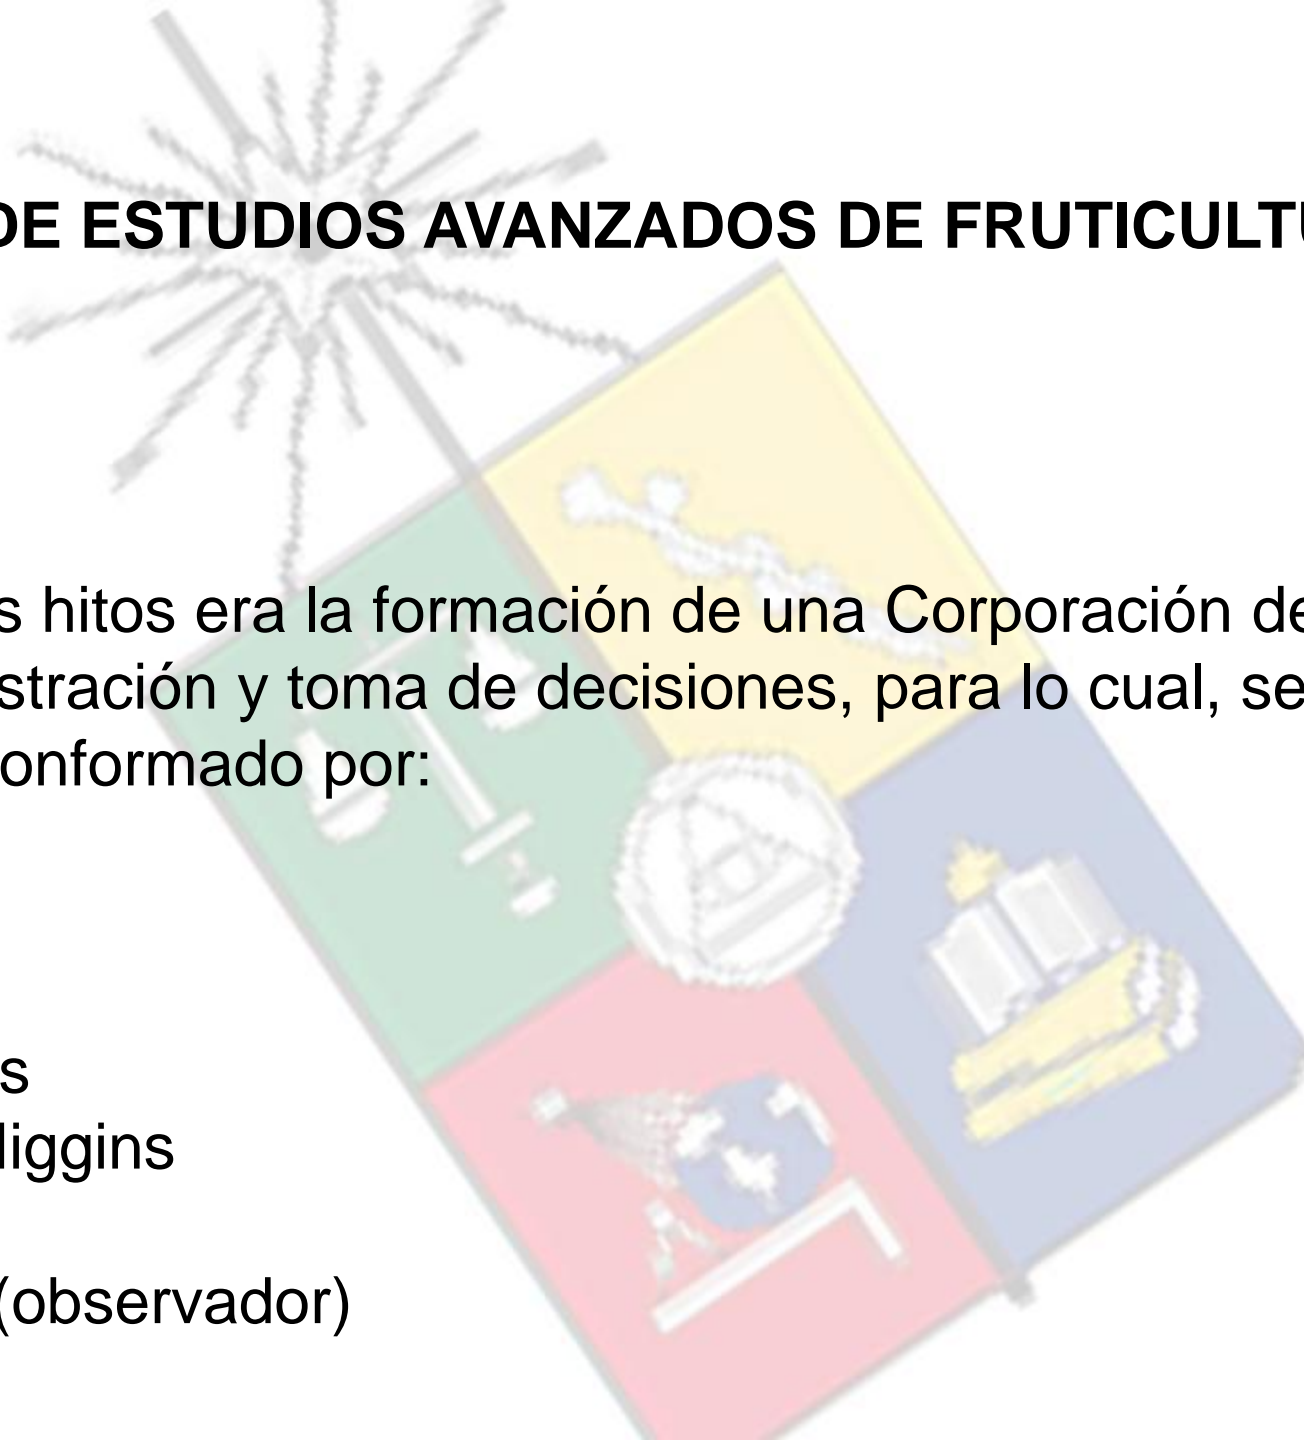 DE ESTUDIOS AVANZADOS DE FRUTICULTU
s hitos era la formación de una Corporación de
stración y toma de decisiones, para lo cual, se
onformado por:
s
liggins
(observador)